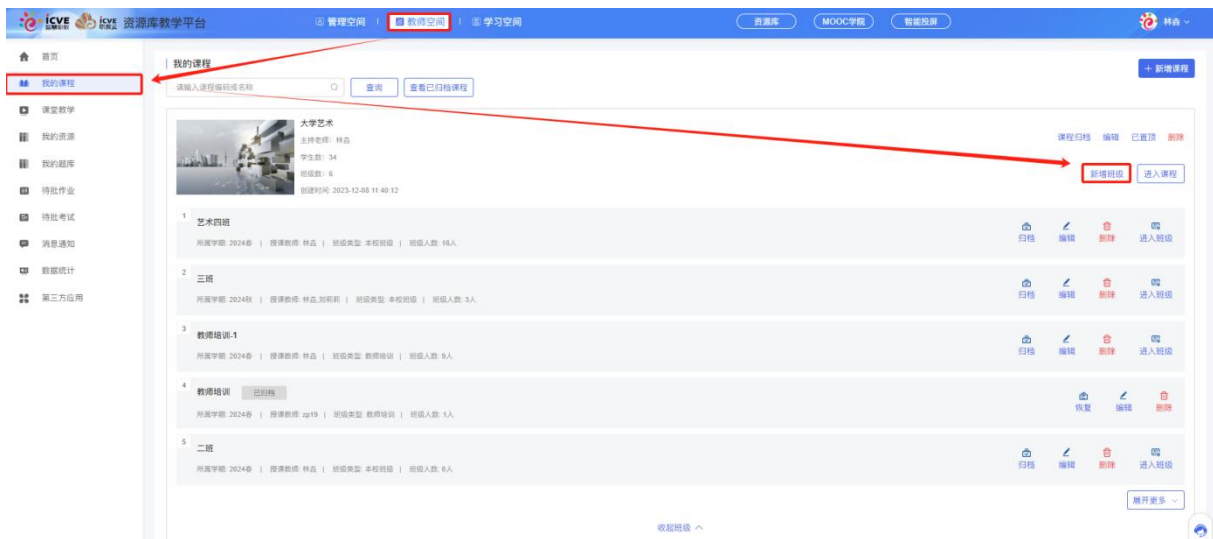 icve 智慧职教 icve 职教云 资源库教学平台 管理空间 教师空间 学习空间 资源库 MOOC学院 智能投屏 林垚
首页
我的课程
课堂教学
我的资源
我的题库
待批作业
待批考试
消息通知
数据统计
第三方应用
我的课程
+ 新增课程
请输入课程编码或名称 查询 查看已归档课程
大学艺术
主持老师: 林垚
学生数: 34
班级数: 6
创建时间: 2023-12-08 11:40:12
课程归档 编辑 已置顶 删除
新增班级 进入课程
1 艺术四班
所属学期: 2024春 | 授课教师: 林垚 | 班级类型: 本校班级 | 班级人数: 16人
归档 编辑 删除 进入班级
2 三班
所属学期: 2024秋 | 授课教师: 林垚,刘莉莉 | 班级类型: 本校班级 | 班级人数: 3人
归档 编辑 删除 进入班级
3 教师培训-1
所属学期: 2024春 | 授课教师: 林垚 | 班级类型: 教师培训 | 班级人数: 9人
归档 编辑 删除 进入班级
4 教师培训 已归档
所属学期: 2024春 | 授课教师: zp19 | 班级类型: 教师培训 | 班级人数: 1人
恢复 编辑 删除
5 二班
所属学期: 2024春 | 授课教师: 林垚 | 班级类型: 本校班级 | 班级人数: 6人
归档 编辑 删除 进入班级
展开更多
收起班级